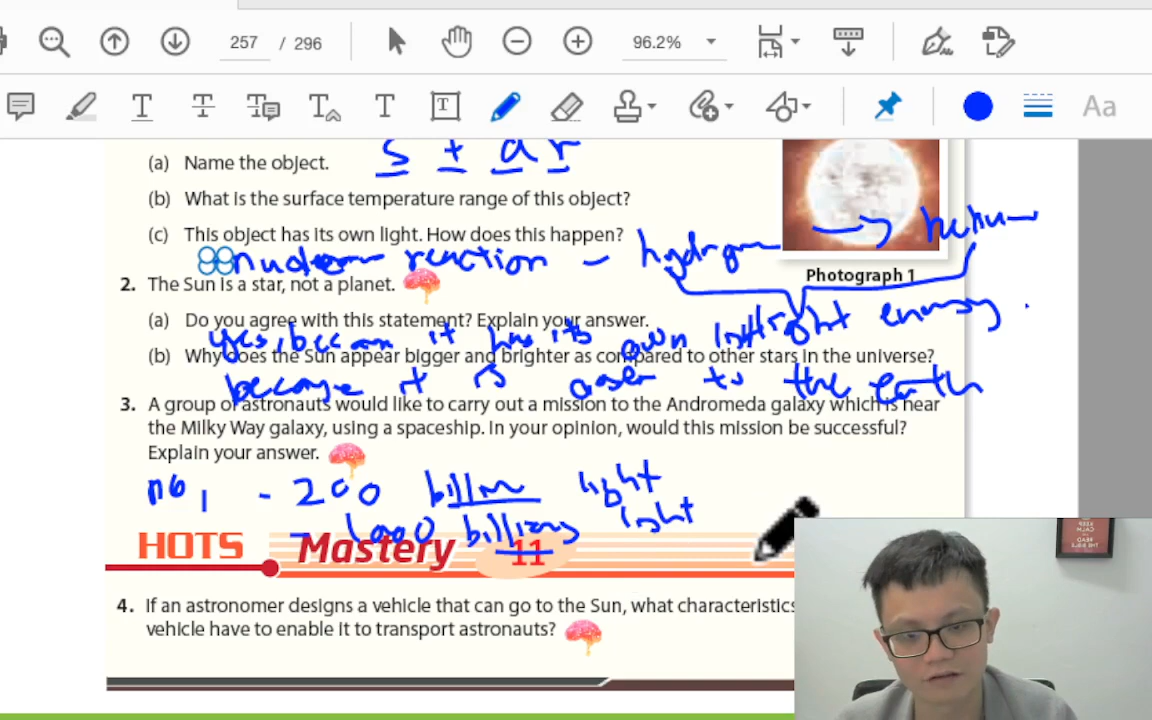 257 / 296
96.2%
T T T T T T Aa
(a) Name the object. s t a r
(b) What is the surface temperature range of this object?
(c) This object has its own light. How does this happen?
reaction - hydrogen → helium
Photograph 1
2. The Sun is a star, not a planet.
(a) Do you agree with this statement? Explain your answer.
yes, because it has its own light energy.
(b) Why does the Sun appear bigger and brighter as compared to other stars in the universe?
because it is closer to the earth
3. A group of astronauts would like to carry out a mission to the Andromeda galaxy which is near
the Milky Way galaxy, using a spaceship. In your opinion, would this mission be successful?
Explain your answer.
no, - 200 billion light
- 1000 billions light
HOTS Mastery 11
4. If an astronomer designs a vehicle that can go to the Sun, what characteristics
vehicle have to enable it to transport astronauts?
KEEP
READ
THE BIBLE